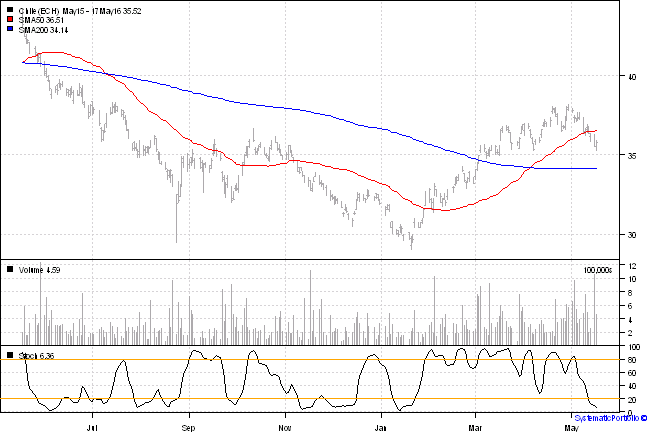 Chile (ECH) May15 - 17May16 35.52
SMA50 36.51
SMA200 34.14
40
35
30
Volume 4.59
100,000s
12
10
8
6
4
2
Stoch 6.36
100
80
60
40
20
0
Jul Sep Nov Jan Mar May
SystematicPortfolio ©